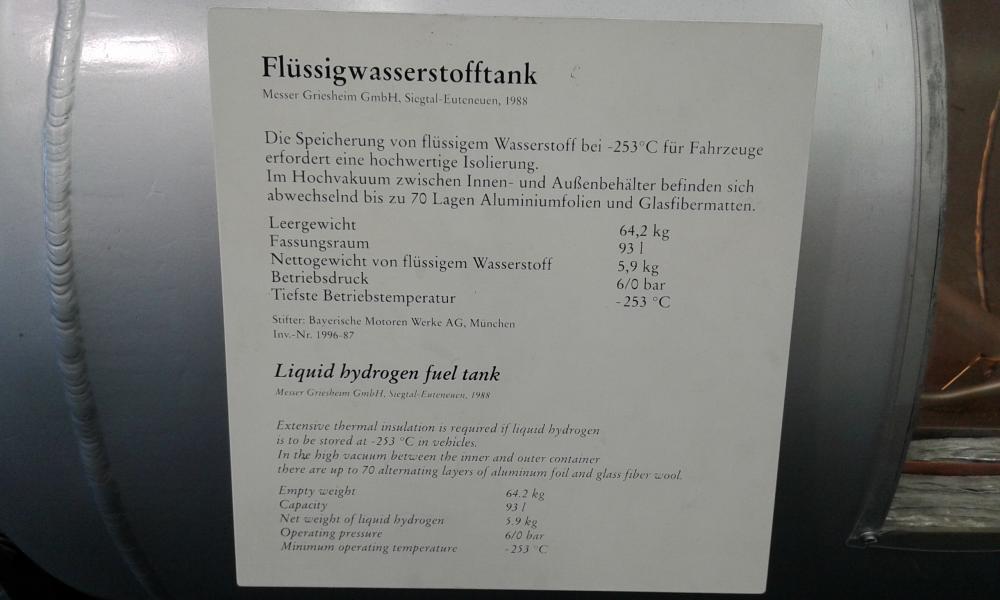 Flüssigwasserstofftank
Messer Griesheim GmbH, Siegtal-Euteneuen, 1988
Die Speicherung von flüssigem Wasserstoff bei -253°C für Fahrzeuge
erfordert eine hochwertige Isolierung.
Im Hochvakuum zwischen Innen- und Außenbehälter befinden sich
abwechselnd bis zu 70 Lagen Aluminiumfolien und Glasfibermatten.
Leergewicht 64,2 kg
Fassungsraum 93 l
Nettogewicht von flüssigem Wasserstoff 5,9 kg
Betriebsdruck 6/0 bar
Tiefste Betriebstemperatur -253 °C
Stifter: Bayerische Motoren Werke AG, München
Inv.-Nr. 1996-87
Liquid hydrogen fuel tank
Messer Griesheim GmbH, Siegtal-Euteneuen, 1988
Extensive thermal insulation is required if liquid hydrogen
is to be stored at -253 °C in vehicles.
In the high vacuum between the inner and outer container
there are up to 70 alternating layers of aluminum foil and glass fiber wool.
Empty weight 64.2 kg
Capacity 93 l
Net weight of liquid hydrogen 5.9 kg
Operating pressure 6/0 bar
Minimum operating temperature -253 °C